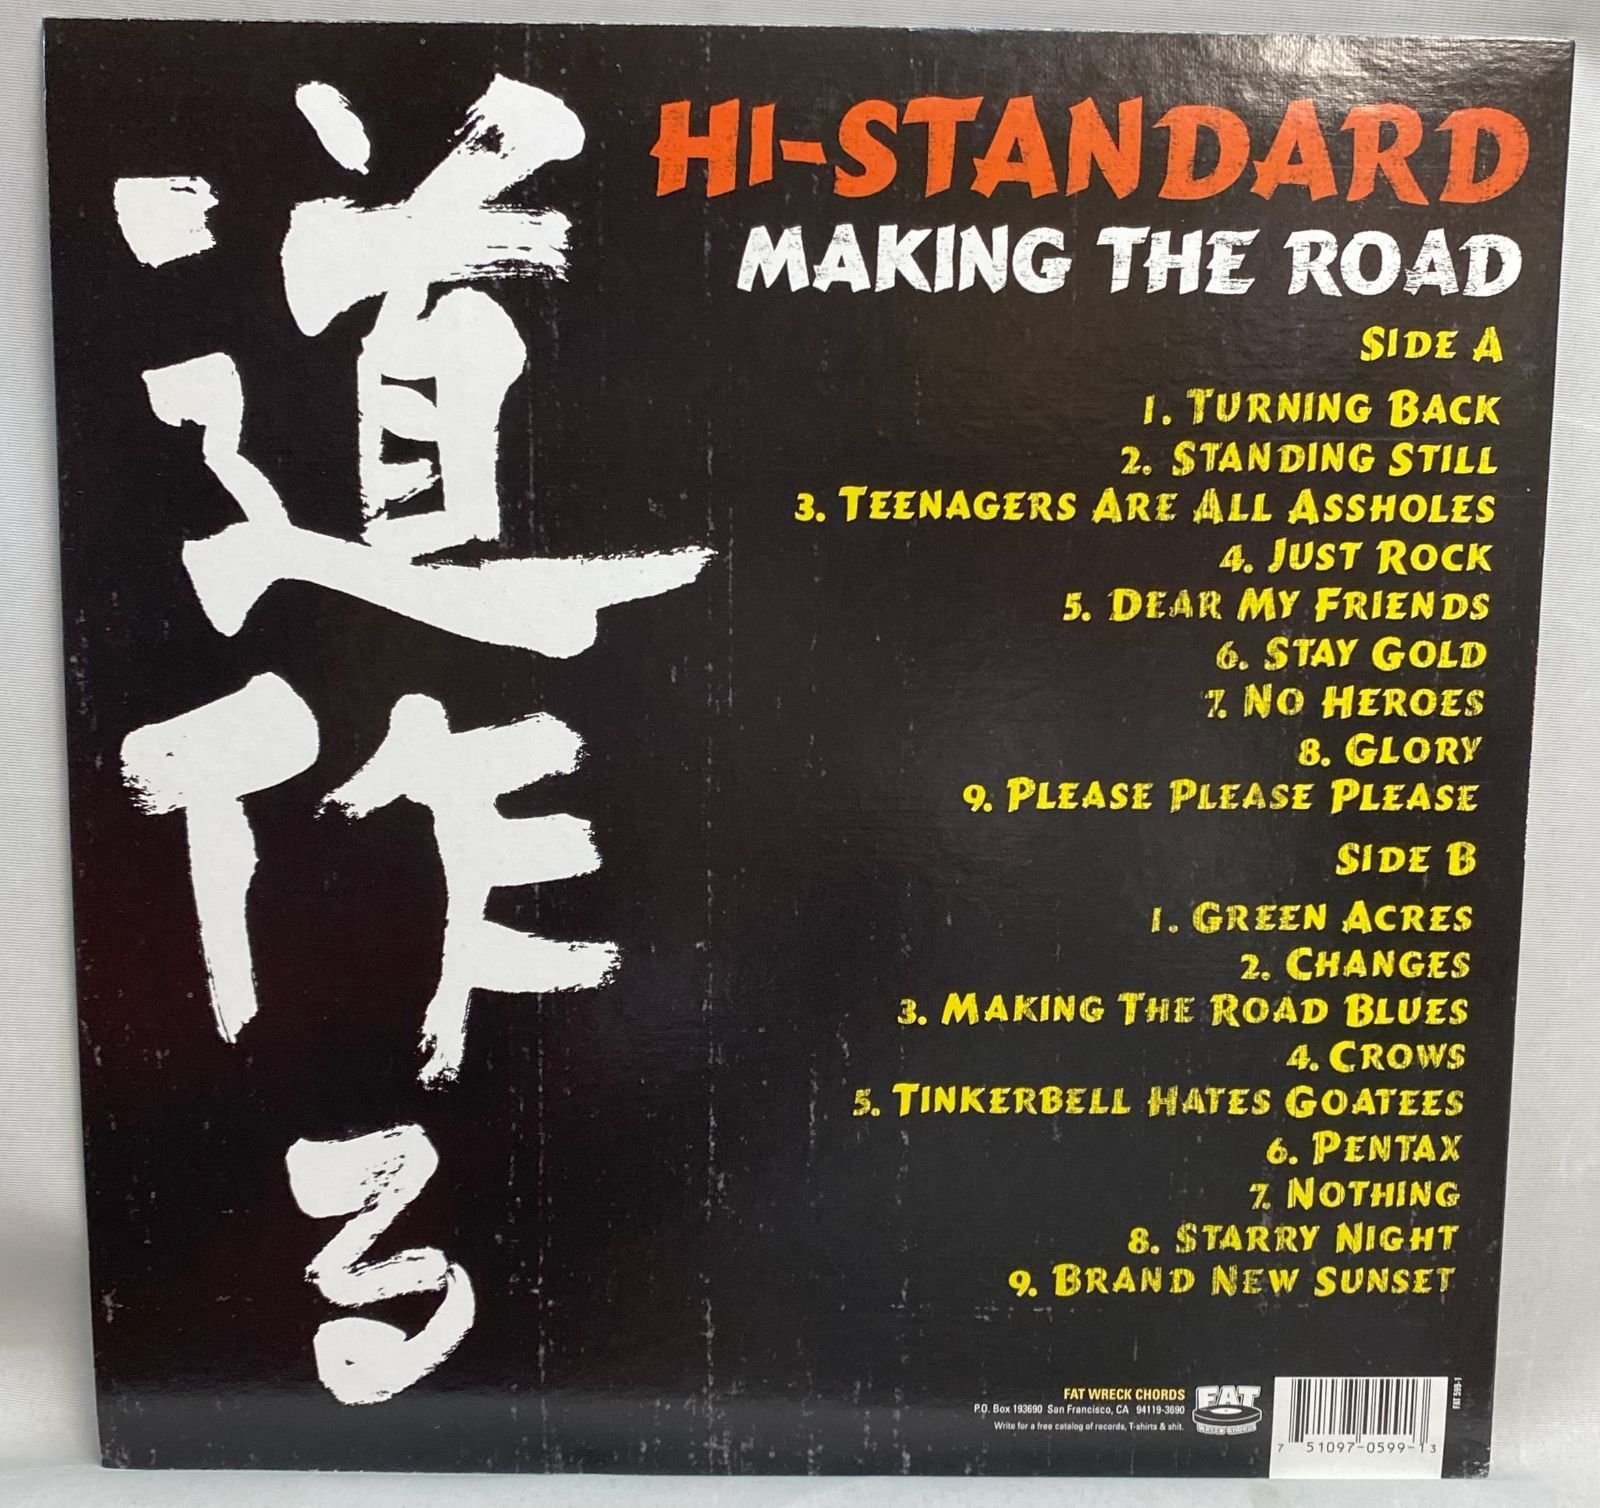 道作る
HI-STANDARD
MAKING THE ROAD
SIDE A
1. TURNING BACK
2. STANDING STILL
3. TEENAGERS ARE ALL ASSHOLES
4. JUST ROCK
5. DEAR MY FRIENDS
6. STAY GOLD
7. NO HEROES
8. GLORY
9. PLEASE PLEASE PLEASE
SIDE B
1. GREEN ACRES
2. CHANGES
3. MAKING THE ROAD BLUES
4. CROWS
5. TINKERBELL HATES GOATEES
6. PENTAX
7. NOTHING
8. STARRY NIGHT
9. BRAND NEW SUNSET
FAT WRECK CHORDS
P.O. Box 193690 San Francisco, CA 94119-3690
Write for a free catalog of records, T-shirts & shit.
FAT
WRECK CHORDS
7 51097-0599-1 3
FAT 599-1